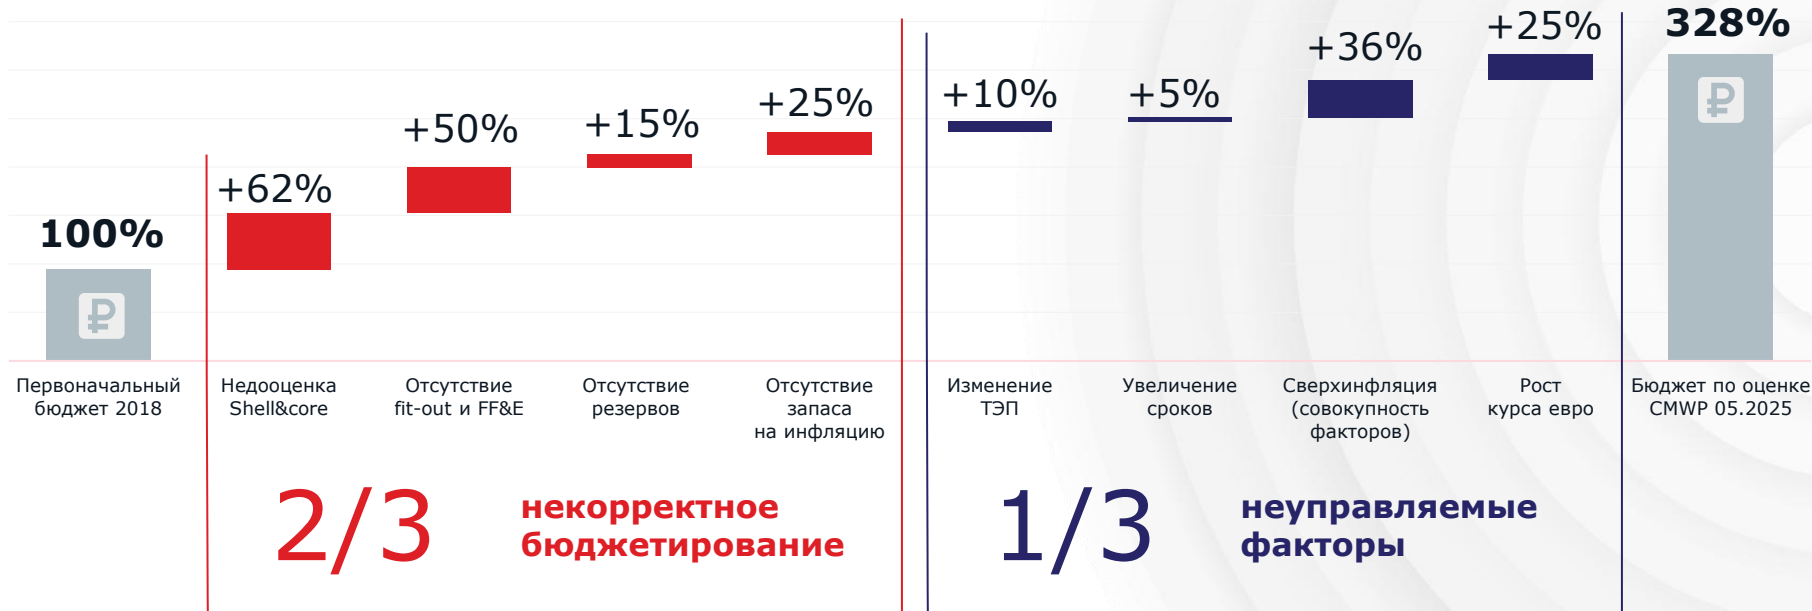 100%
+62%
+50%
+15%
+25%
+10%
+5%
+36%
+25%
328%
Первоначальный
бюджет 2018
Недооценка
Shell&core
Отсутствие
fit-out и FF&E
Отсутствие
резервов
Отсутствие
запаса
на инфляцию
Изменение
ТЭП
Увеличение
сроков
Сверхинфляция
(совокупность
факторов)
Рост
курса евро
Бюджет по оценке
CMWP 05.2025
2/3
некорректное
бюджетирование
1/3
неуправляемые
факторы